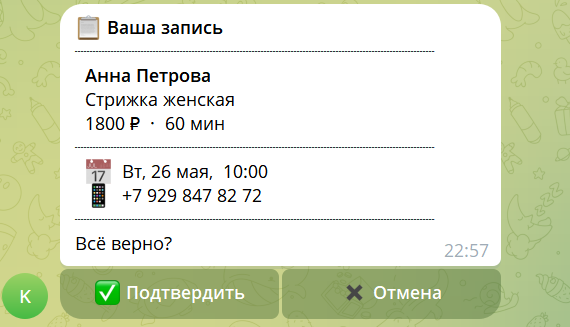 📋 Ваша запись
Анна Петрова
Стрижка женская
1800 ₽ · 60 мин
📅 Вт, 26 мая, 10:00
📱 +7 929 847 82 72
Всё верно?
22:57
К
✅ Подтвердить
✖ Отмена